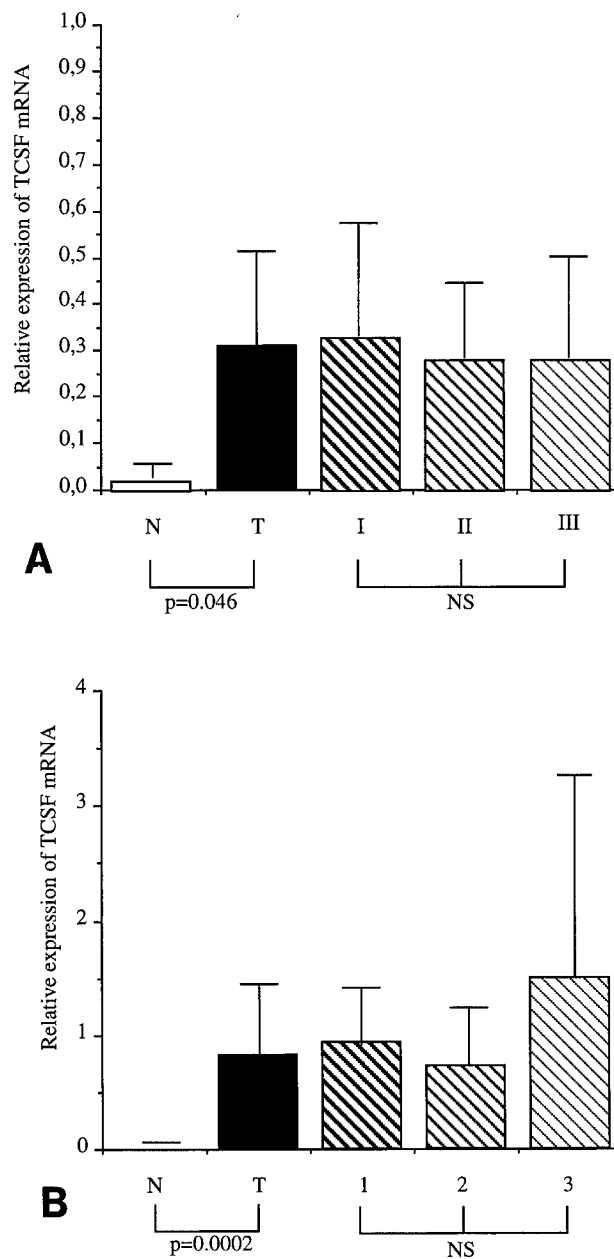 Relative expression of TCSF mRNA
1,0
0,9
0,8
0,7
0,6
0,5
0,4
0,3
0,2
0,1
0,0
N T I II III
A
p=0.046 NS
Relative expression of TCSF mRNA
4
3
2
1
0
N T 1 2 3
B
p=0.0002 NS